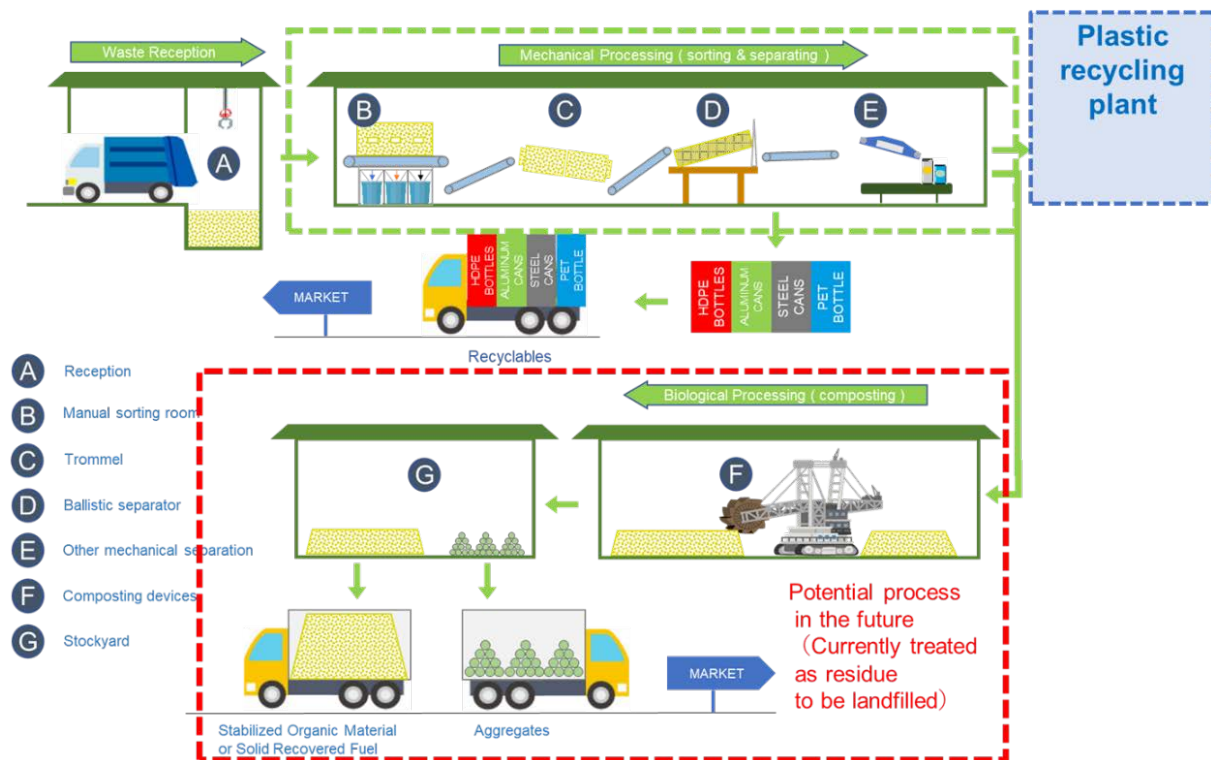 Waste Reception
Mechanical Processing ( sorting & separating )
Plastic
recycling
plant
A
B
C
D
E
HDPE
BOTTLES
ALUMINUM
CANS
STEEL
CANS
PET
BOTTLE
HDPE
BOTTLES
ALUMINUM
CANS
STEEL
CANS
PET
BOTTLE
MARKET
Recyclables
A Reception
B Manual sorting room
C Trommel
D Ballistic separator
E Other mechanical separation
F Composting devices
G Stockyard
Biological Processing ( composting )
G
F
Potential process
in the future
(Currently treated
as residue
to be landfilled)
MARKET
Stabilized Organic Material
or Solid Recovered Fuel
Aggregates